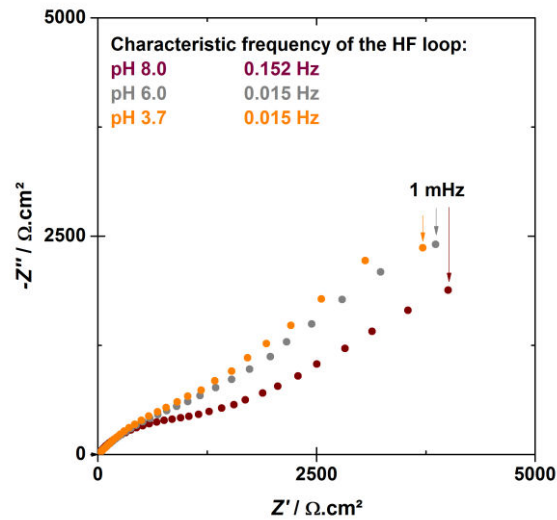 5000
Characteristic frequency of the HF loop:
pH 8.0 0.152 Hz
pH 6.0 0.015 Hz
pH 3.7 0.015 Hz
1 mHz
2500
-Z'' / Ω.cm²
0
0 2500 5000
Z' / Ω.cm²